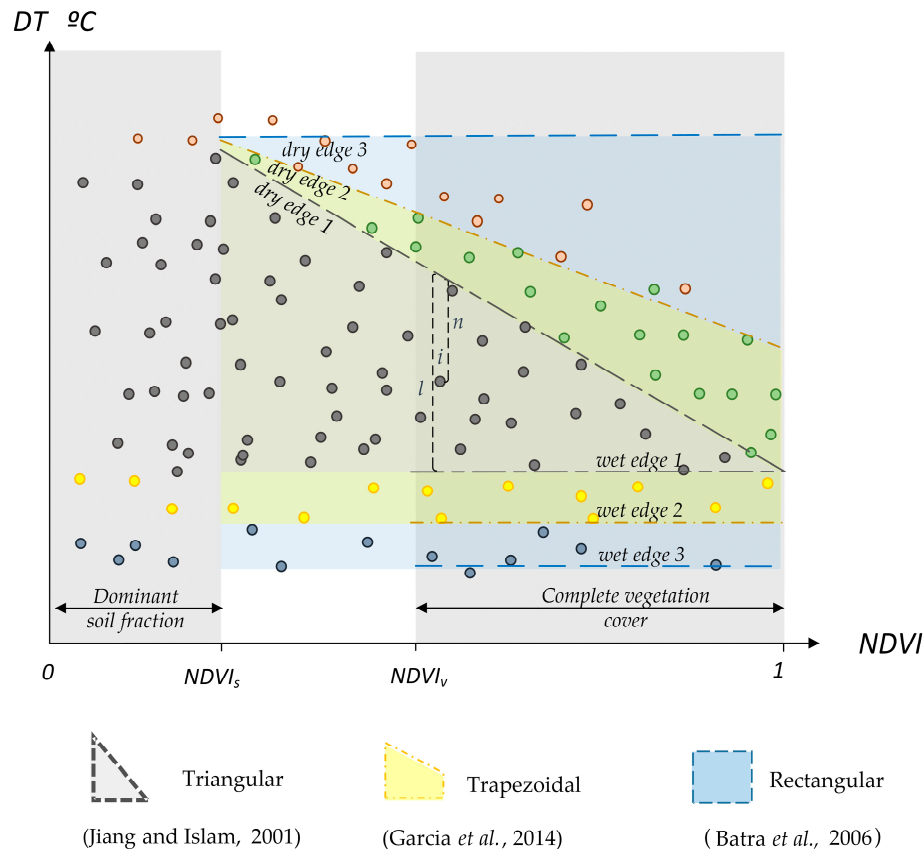 DT ºC
dry edge 3
dry edge 2
dry edge 1
n
i
l
wet edge 1
wet edge 2
wet edge 3
Dominant
soil fraction
Complete vegetation
cover
NDVI
0
NDVIs
NDVIv
1
Triangular
Trapezoidal
Rectangular
(Jiang and Islam, 2001)
(Garcia et al., 2014)
( Batra et al., 2006)